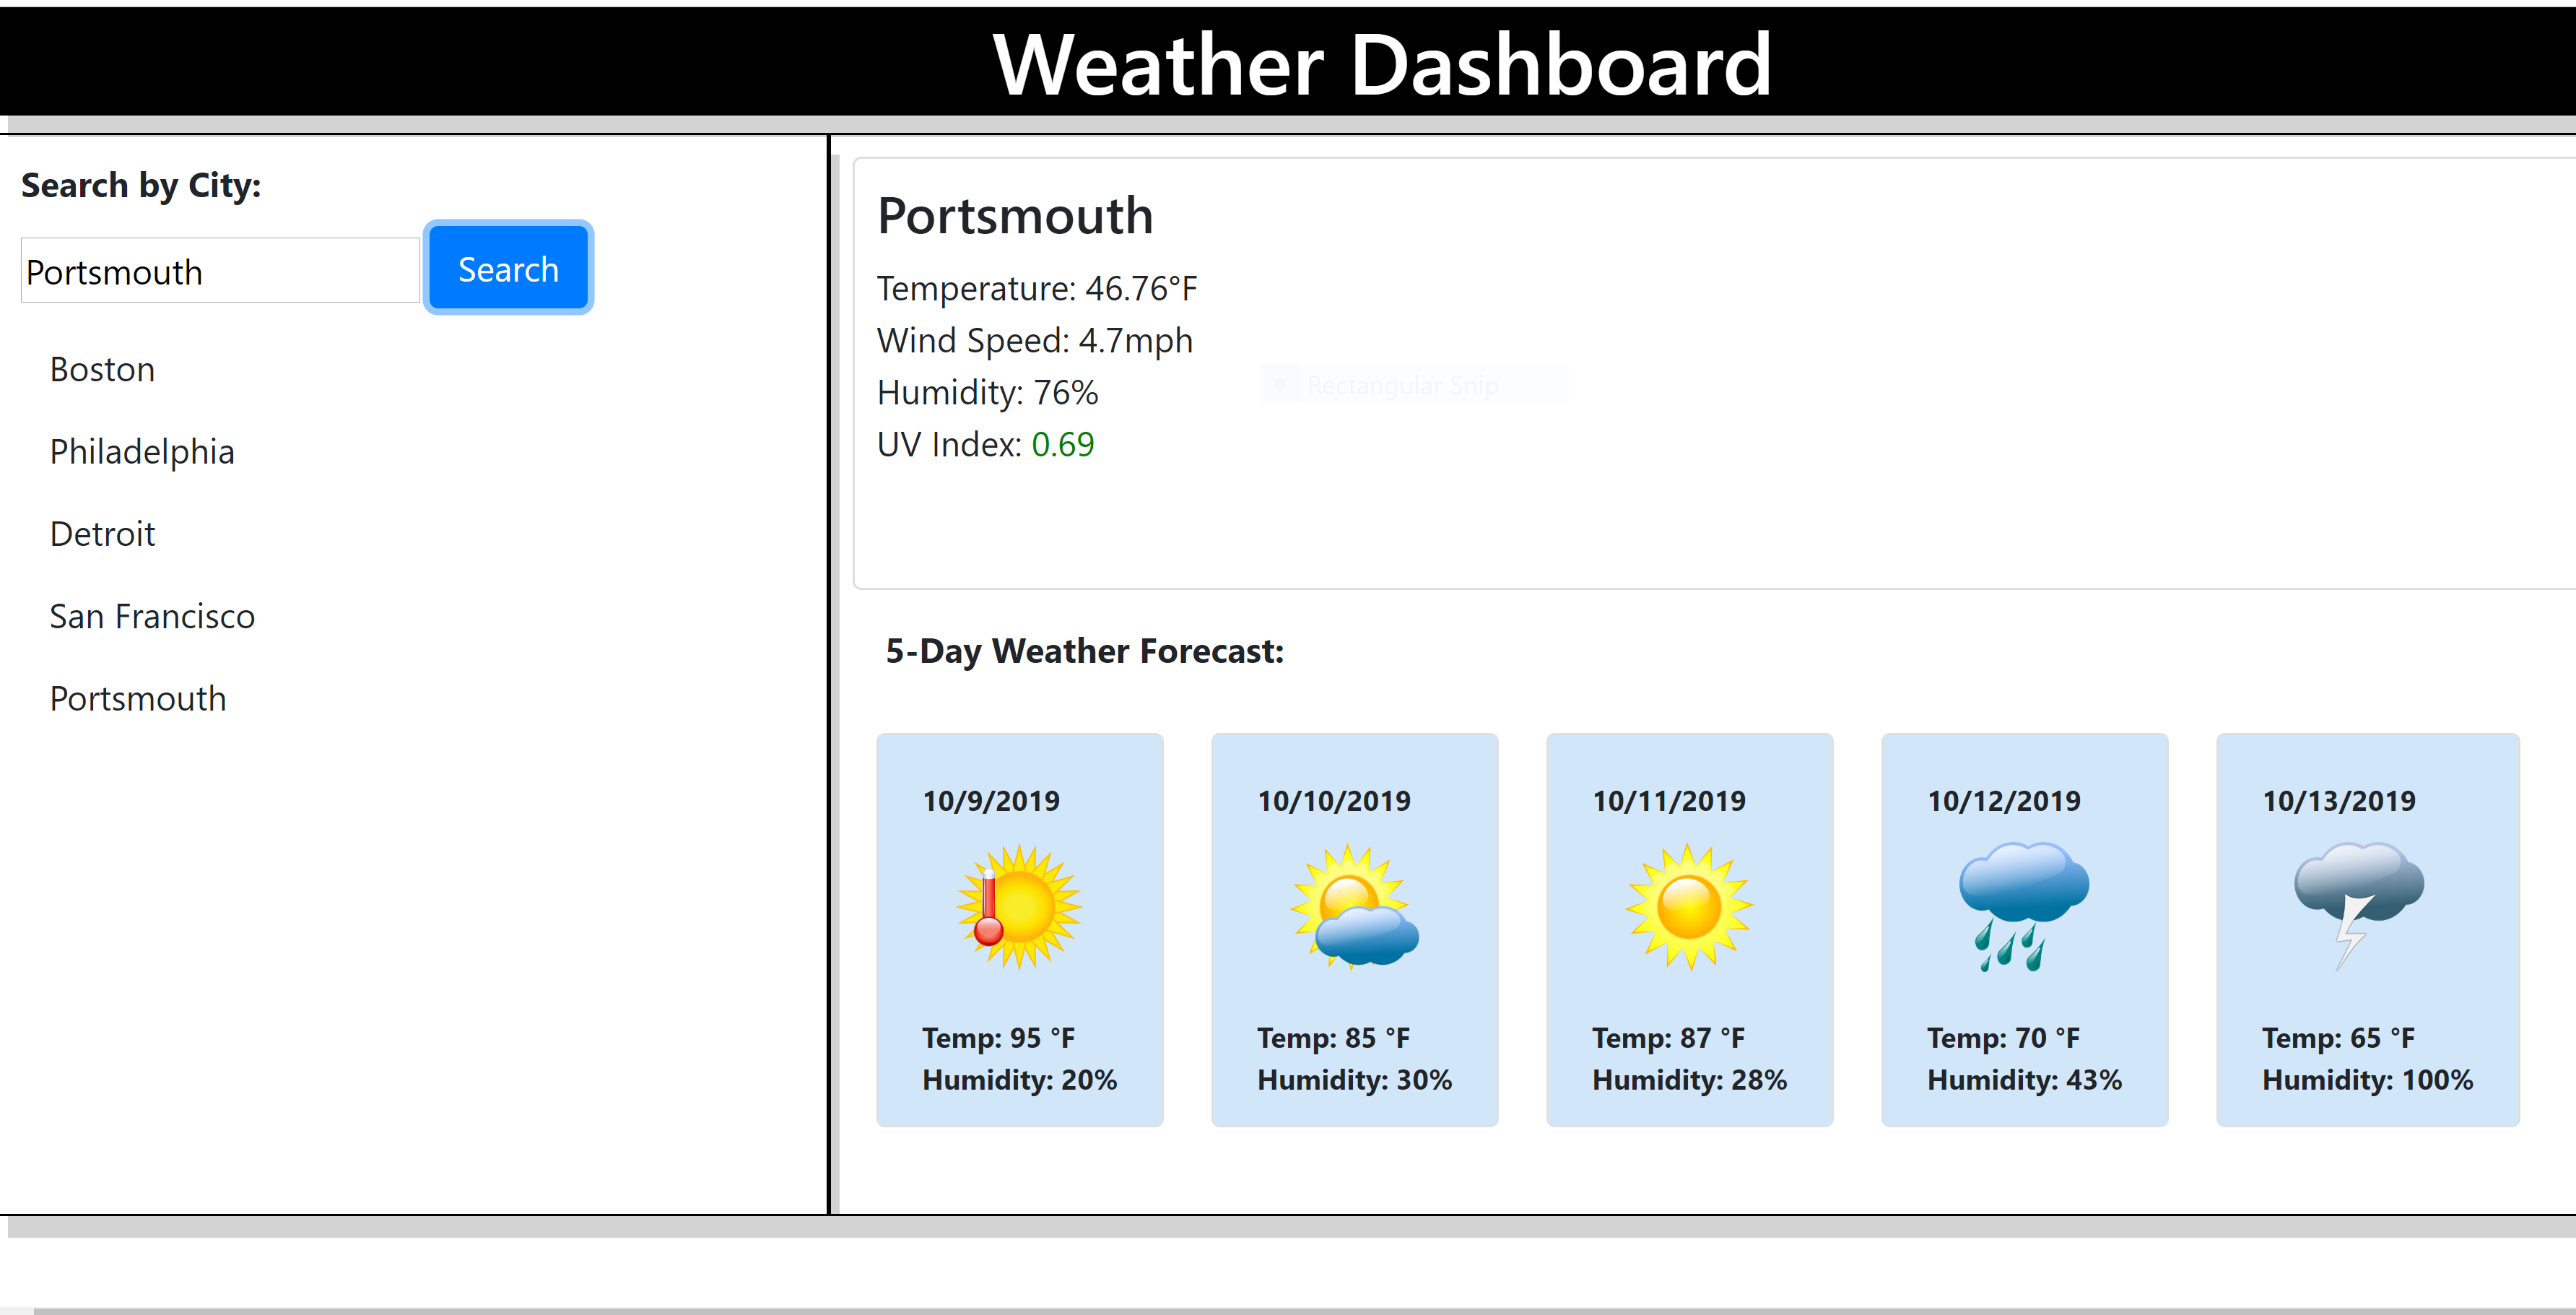 Weather Dashboard
Search by City:
Portsmouth
Search
Boston
Philadelphia
Detroit
San Francisco
Portsmouth
Portsmouth
Temperature: 46.76°F
Wind Speed: 4.7mph
Humidity: 76%
UV Index: 0.69
Rectangular Snip
5-Day Weather Forecast:
10/9/2019
Temp: 95 °F
Humidity: 20%
10/10/2019
Temp: 85 °F
Humidity: 30%
10/11/2019
Temp: 87 °F
Humidity: 28%
10/12/2019
Temp: 70 °F
Humidity: 43%
10/13/2019
Temp: 65 °F
Humidity: 100%